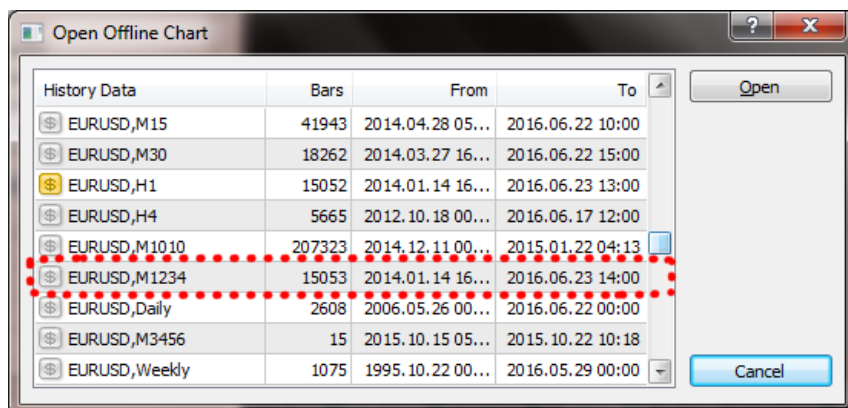 Open Offline Chart
?
History Data Bars From To
Open
EURUSD,M15 41943 2014.04.28 05... 2016.06.22 10:00
EURUSD,M30 18262 2014.03.27 16... 2016.06.22 15:00
EURUSD,H1 15052 2014.01.14 16... 2016.06.23 13:00
EURUSD,H4 5665 2012.10.18 00... 2016.06.17 12:00
EURUSD,M1010 207323 2014.12.11 00... 2015.01.22 04:13
EURUSD,M1234 15053 2014.01.14 16... 2016.06.23 14:00
EURUSD,Daily 2608 2006.05.26 00... 2016.06.22 00:00
EURUSD,M3456 15 2015.10.15 05... 2015.10.22 10:18
EURUSD,Weekly 1075 1995.10.22 00... 2016.05.29 00:00
Cancel